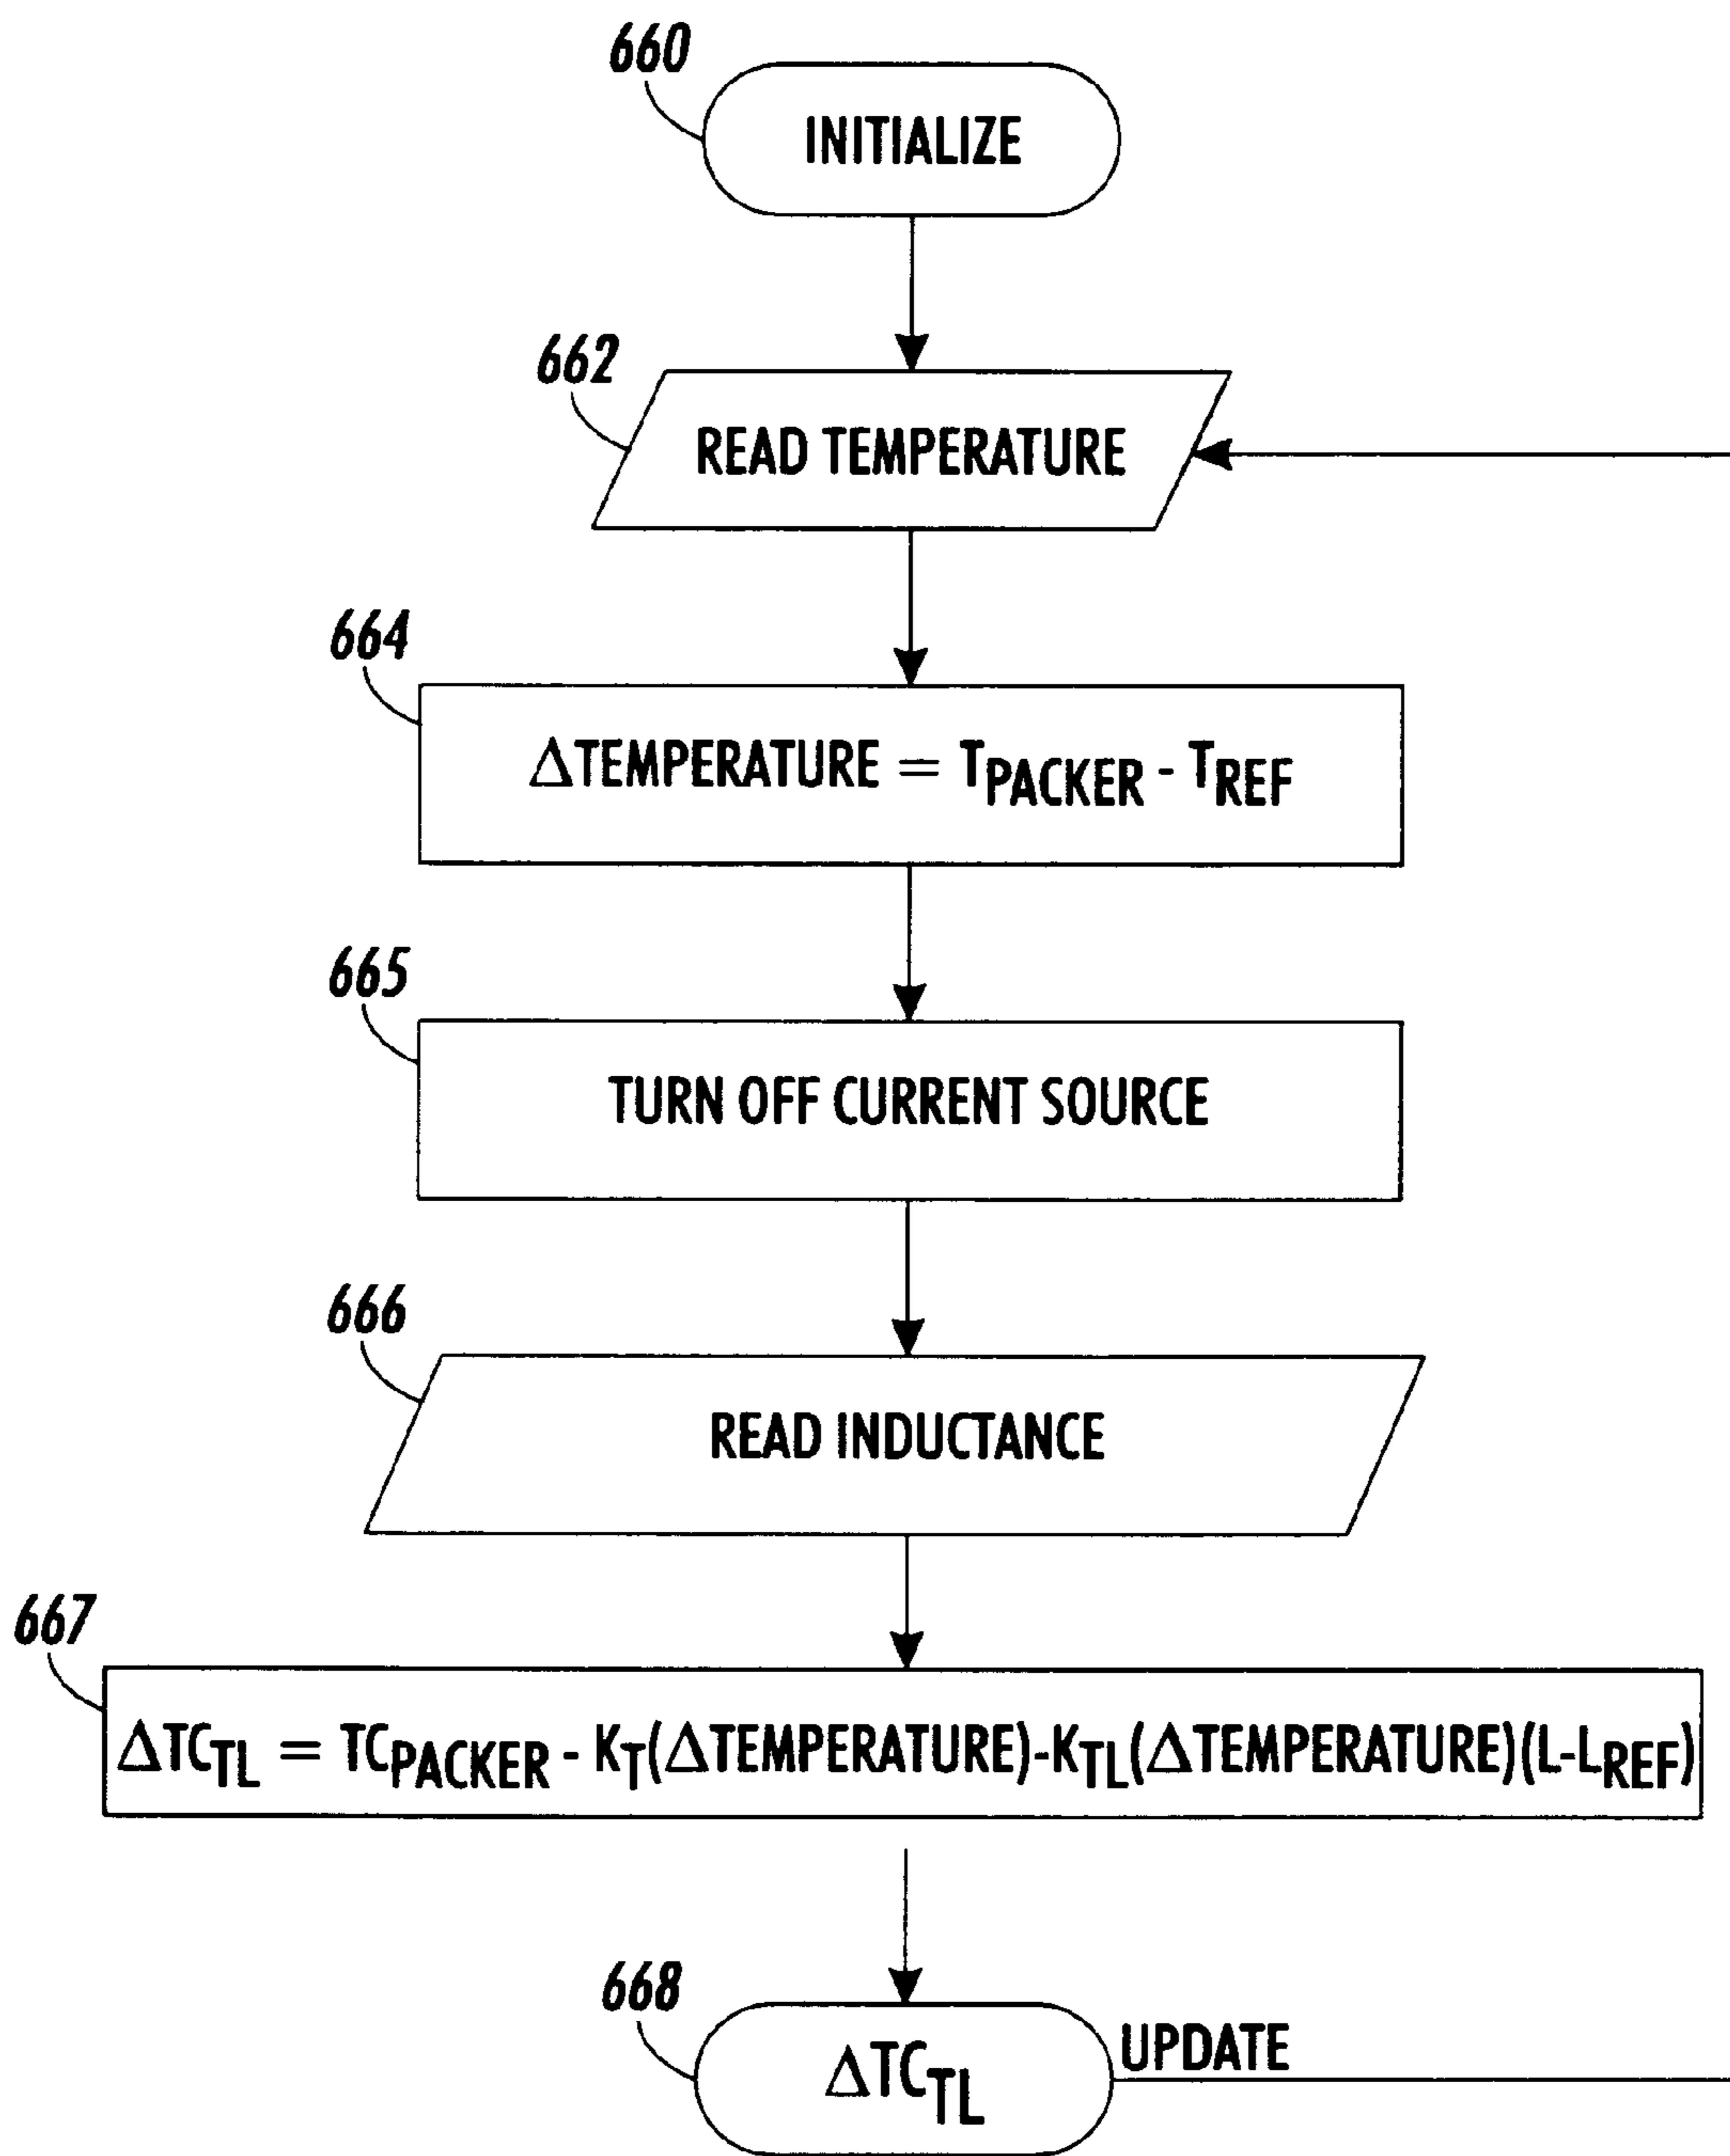 660
INITIALIZE
662
READ TEMPERATURE
664
ΔTEMPERATURE = TPACKER - TREF
665
TURN OFF CURRENT SOURCE
666
READ INDUCTANCE
667
ΔTCTL = TCPACKER - KT(ΔTEMPERATURE)-KTL(ΔTEMPERATURE)(L-LREF)
668
ΔTCTL
UPDATE